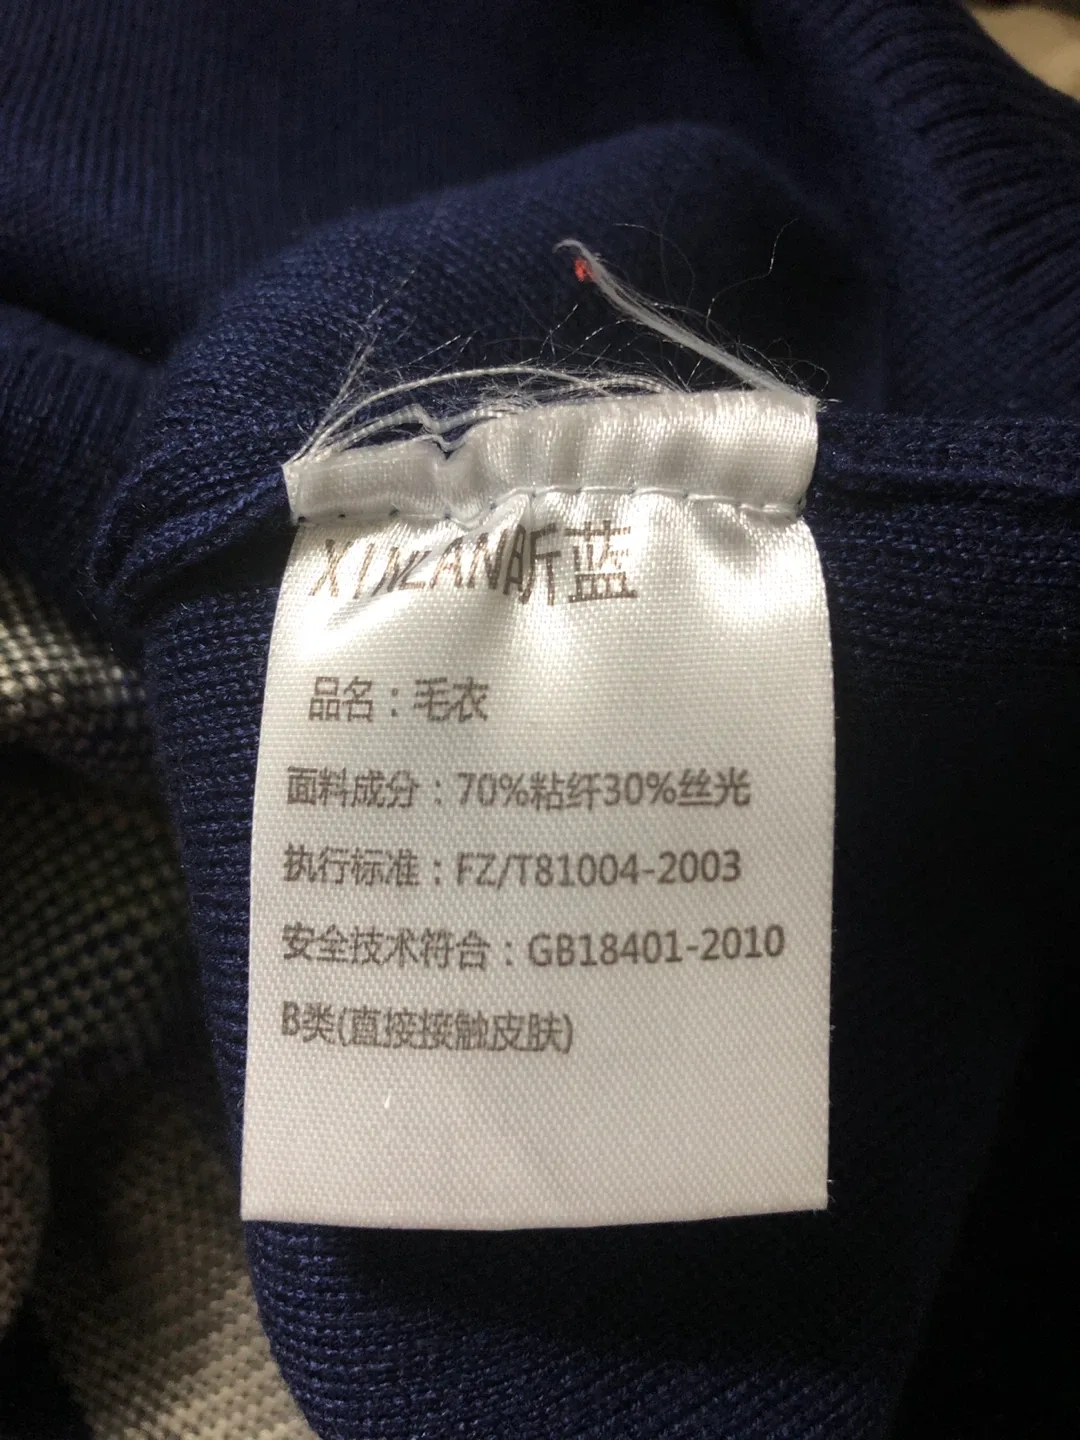 XINLAN昕蓝
品名：毛衣
面料成分：70%粘纤30%丝光
执行标准：FZ/T81004-2003
安全技术符合：GB18401-2010
B类(直接接触皮肤)